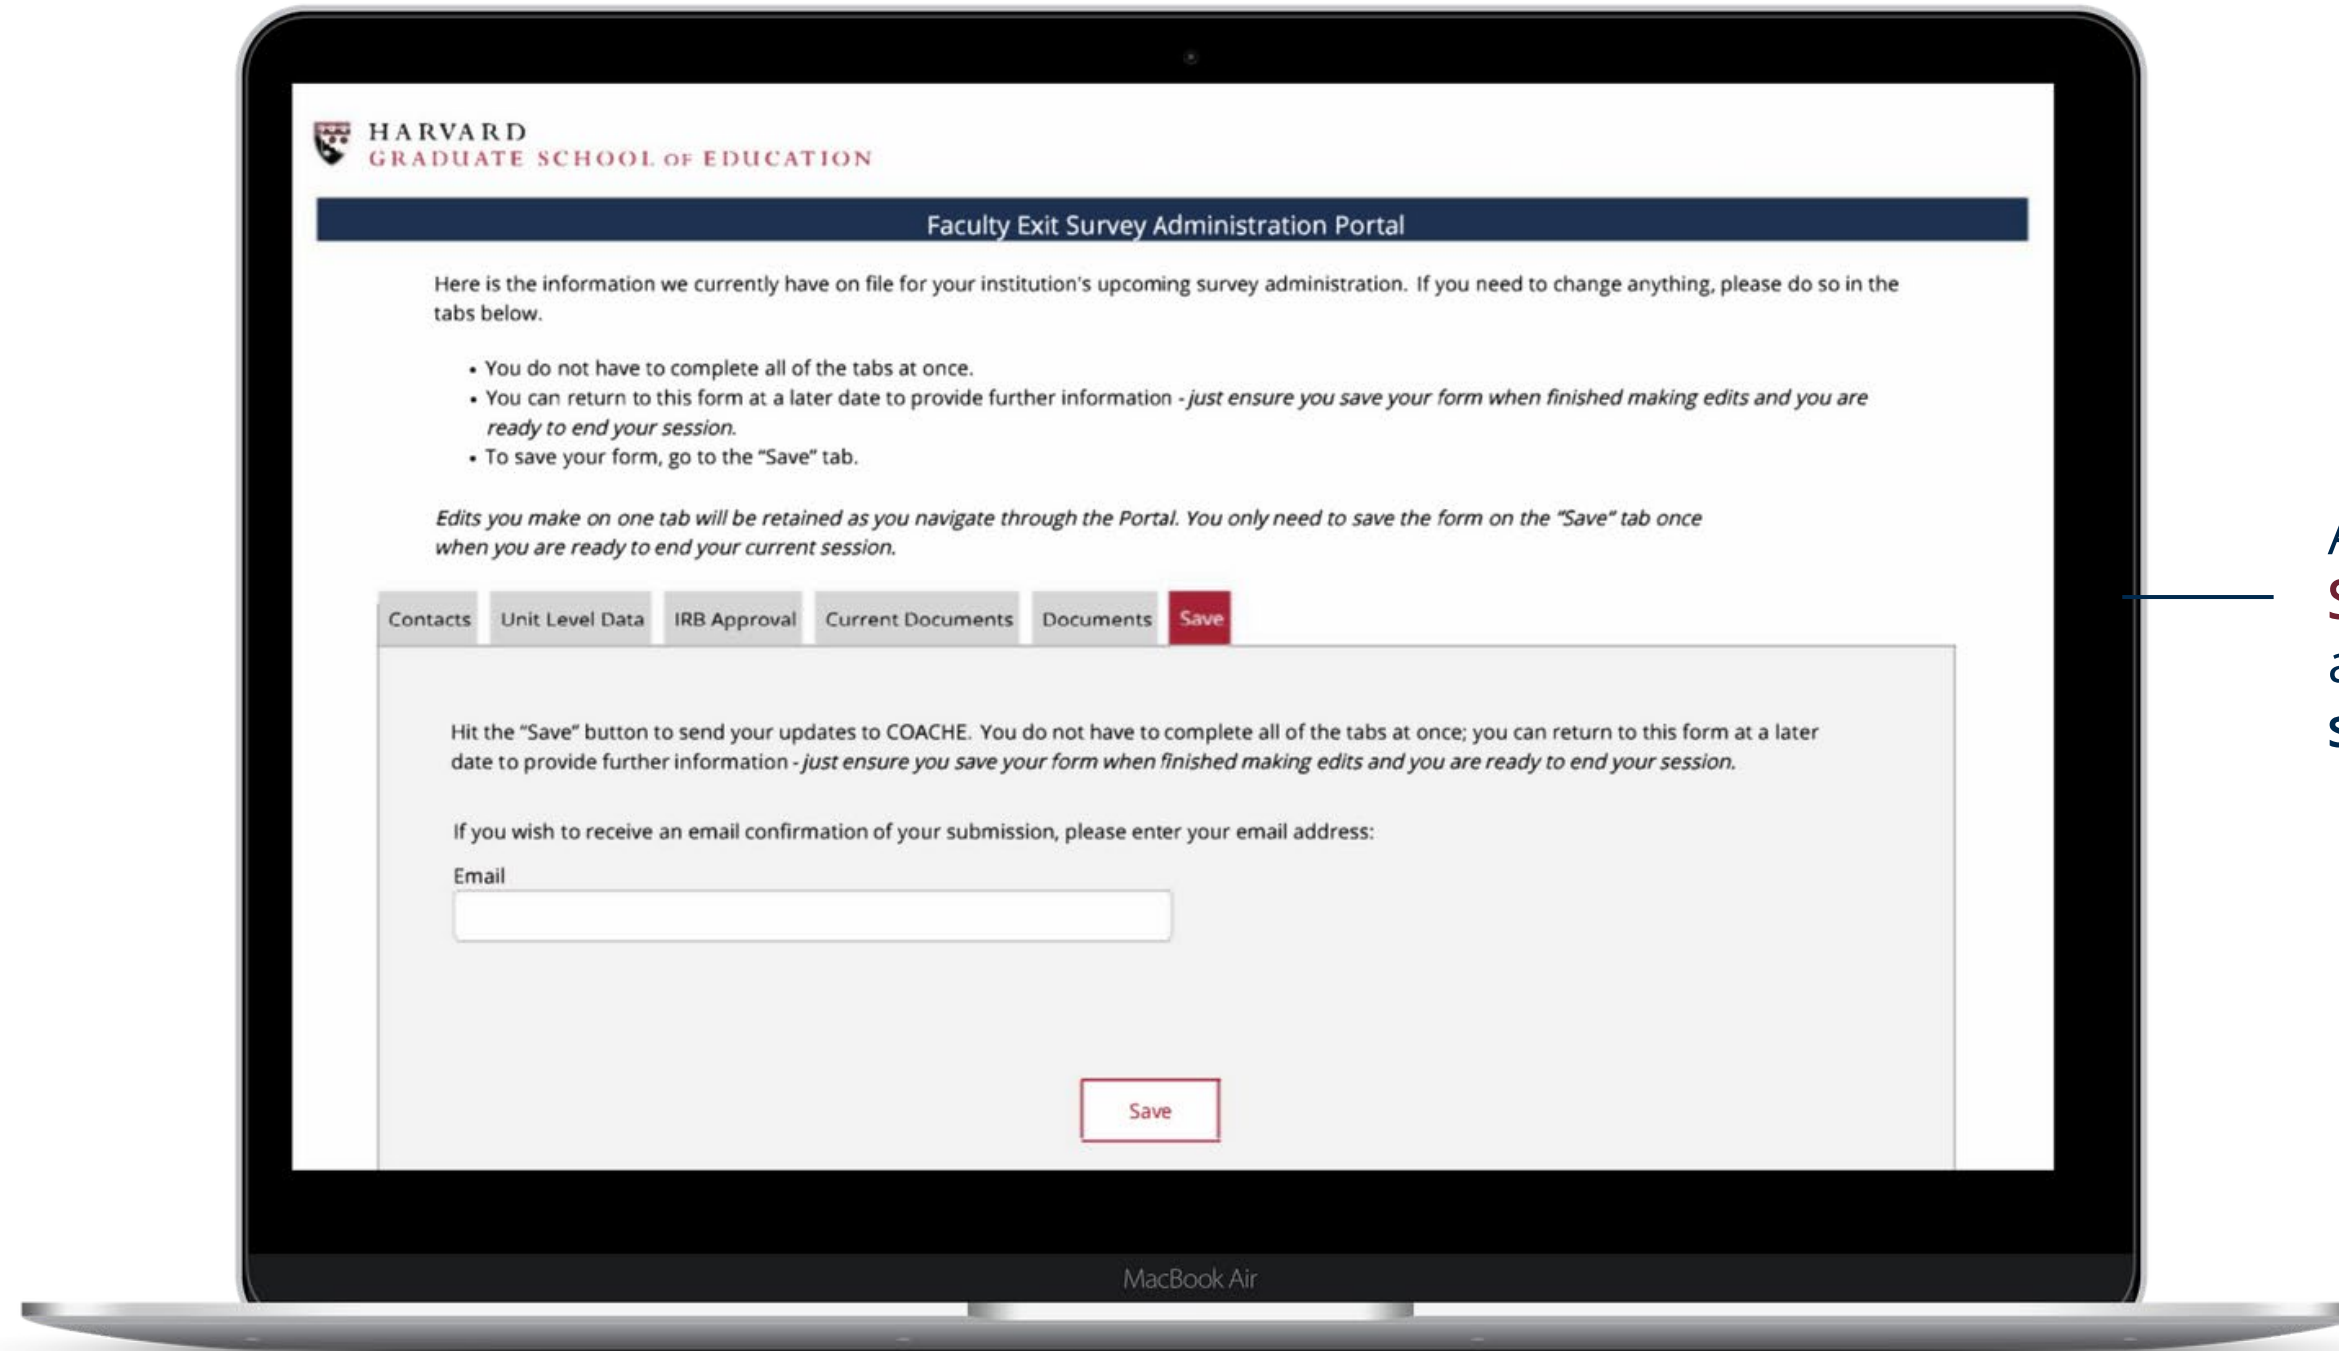 HARVARD
GRADUATE SCHOOL OF EDUCATION
Faculty Exit Survey Administration Portal
Here is the information we currently have on file for your institution's upcoming survey administration. If you need to change anything, please do so in the
tabs below.
• You do not have to complete all of the tabs at once.
• You can return to this form at a later date to provide further information - just ensure you save your form when finished making edits and you are
ready to end your session.
• To save your form, go to the “Save” tab.
Edits you make on one tab will be retained as you navigate through the Portal. You only need to save the form on the “Save” tab once
when you are ready to end your current session.
Contacts Unit Level Data IRB Approval Current Documents Documents Save
Hit the “Save” button to send your updates to COACHE. You do not have to complete all of the tabs at once; you can return to this form at a later
date to provide further information - just ensure you save your form when finished making edits and you are ready to end your session.
If you wish to receive an email confirmation of your submission, please enter your email address:
Email
Save
MacBook Air